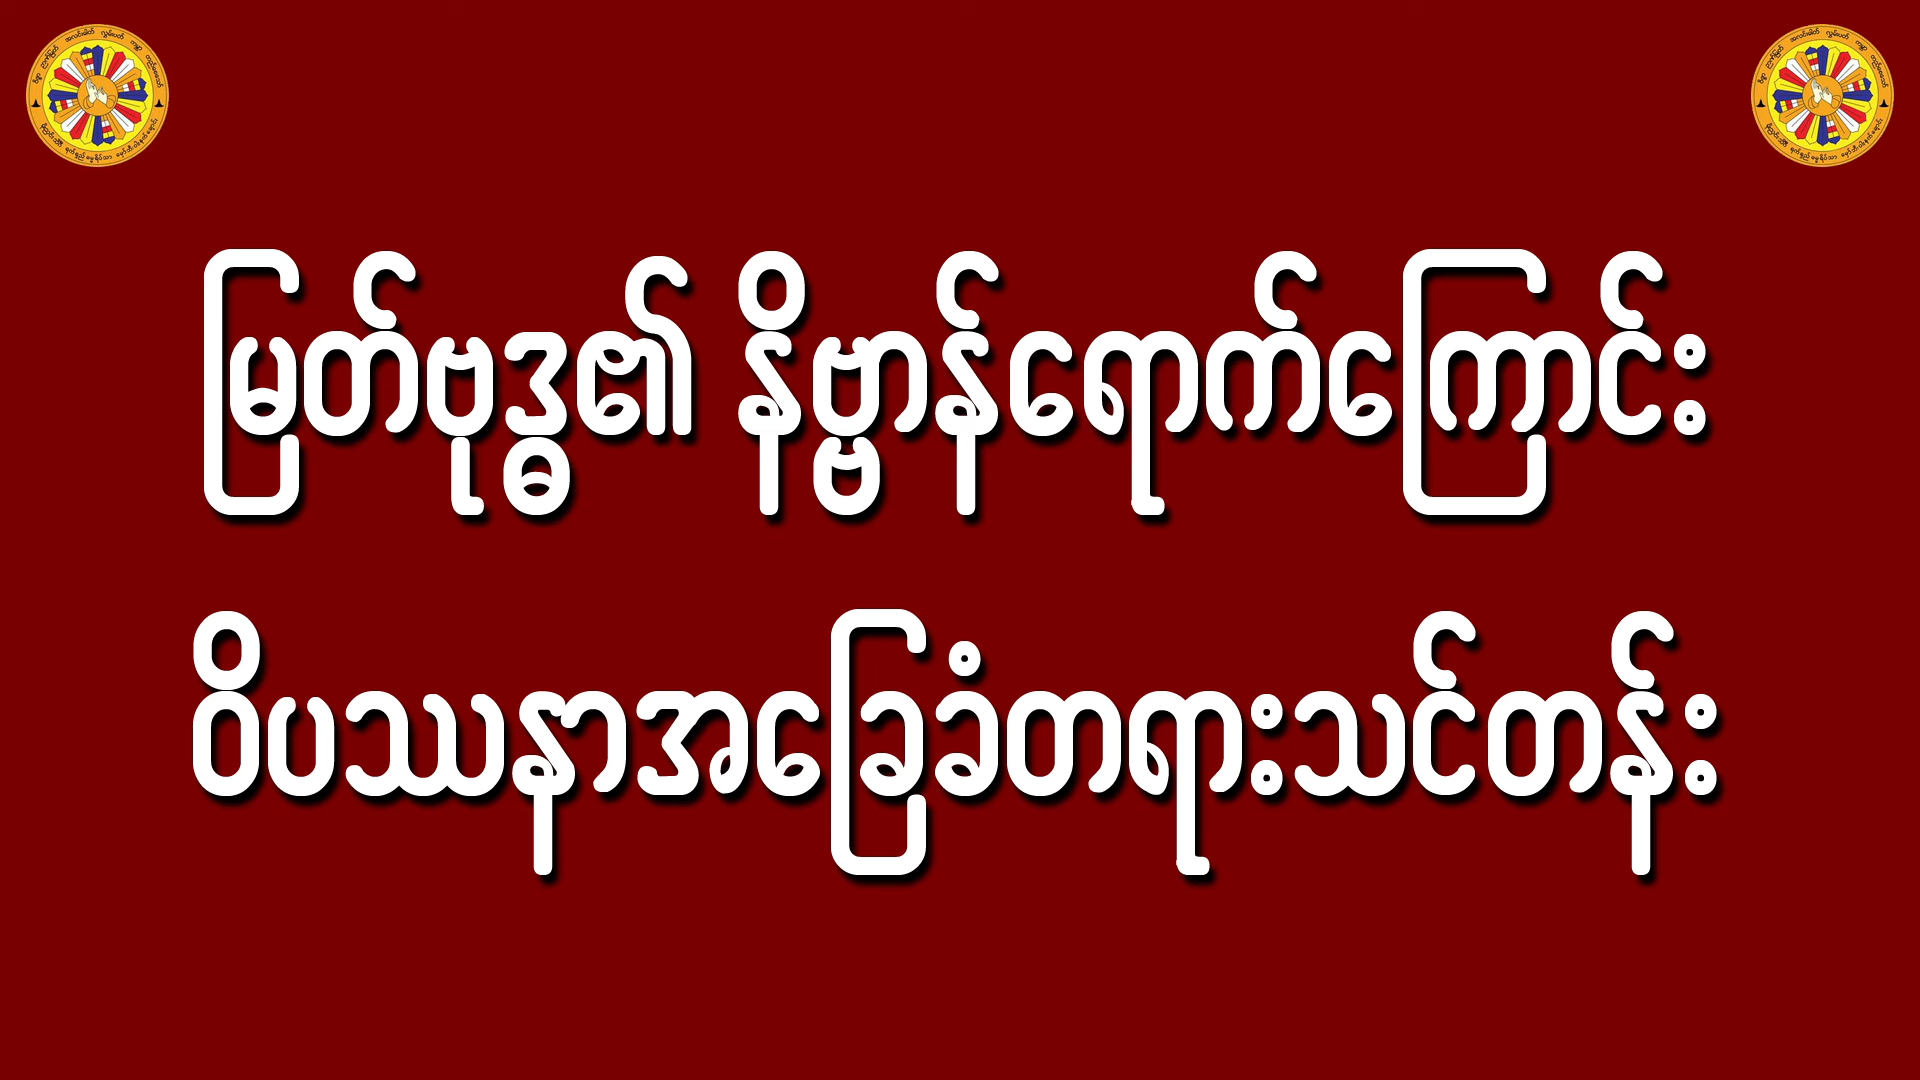 မြတ်ဗုဒ္ဓ၏ နိဗ္ဗာန်ရောက်ကြောင်း
ဝိပဿနာအခြေခံတရားသင်တန်း